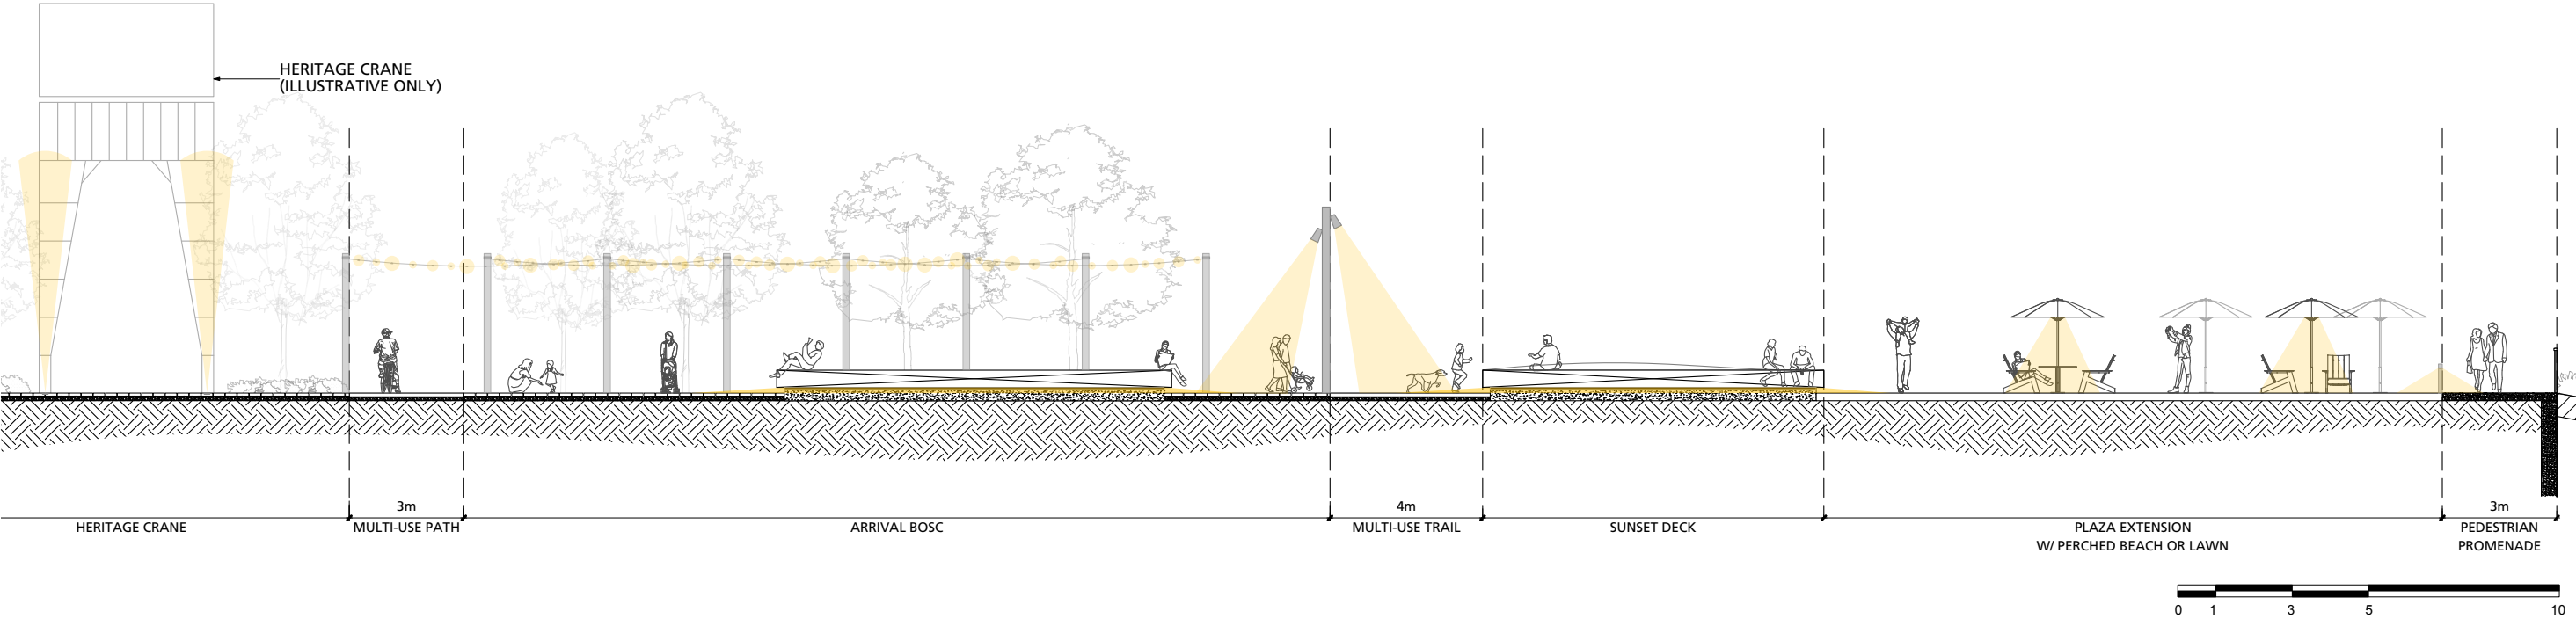 HERITAGE CRANE
(ILLUSTRATIVE ONLY)
3m
4m
3m
HERITAGE CRANE
MULTI-USE PATH
ARRIVAL BOSC
MULTI-USE TRAIL
SUNSET DECK
PLAZA EXTENSION
W/ PERCHED BEACH OR LAWN
PEDESTRIAN
PROMENADE
0 1 3 5 10